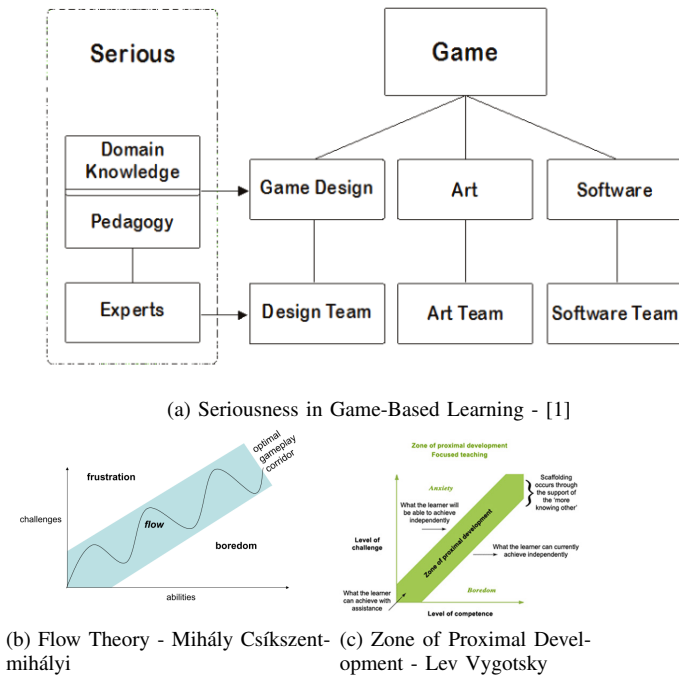 Serious
Game
Domain
Knowledge
Pedagogy
Experts
Game Design
Art
Software
Design Team
Art Team
Software Team
(a) Seriousness in Game-Based Learning - [1]
optimal
gameplay
corridor
frustration
challenges
flow
boredom
abilities
(b) Flow Theory - Mihály Csíkszent-
mihályi
Zone of proximal development
Focused teaching
Anxiety
What the learner will
be able to achieve
independently
Scaffolding
occurs through
the support of
the 'more
knowing other'
Level of
challenge
Zone of proximal development
What the learner can currently
achieve independently
What the learner
can achieve with
assistance
Boredom
Level of competence
(c) Zone of Proximal Devel-
opment - Lev Vygotsky